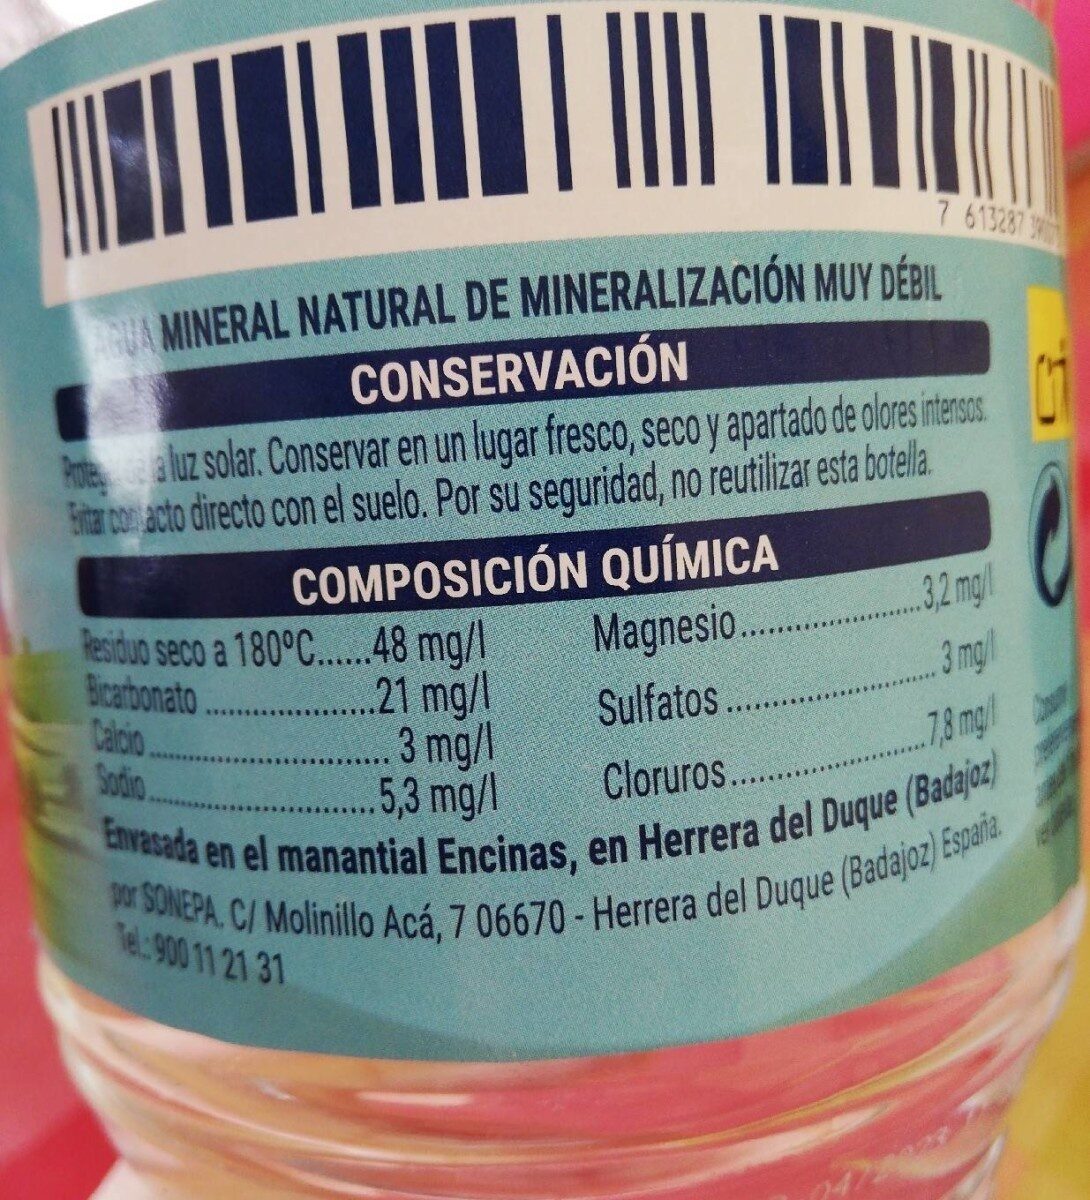 7 613287 390
AGUA MINERAL NATURAL DE MINERALIZACIÓN MUY DÉBIL
CONSERVACIÓN
la luz solar. Conservar en un lugar fresco, seco y apartado de olores intensos.
Evitar contacto directo con el suelo. Por su seguridad, no reutilizar esta botella.
COMPOSICIÓN QUÍMICA
Residuo seco a 180ºC......48 mg/l
Bicarbonato ..................21 mg/l
Calcio ........................... 3 mg/l
Sodio .........................5,3 mg/l
Magnesio ....................3,2 mg/l
Sulfatos ....................... 3 mg/l
Cloruros ....................7,8 mg/l
Envasada en el manantial Encinas, en Herrera del Duque (Badajoz)
por SONEPA. C/ Molinillo Acá, 7 06670 - Herrera del Duque (Badajoz) España.
Tel.: 900 11 21 31